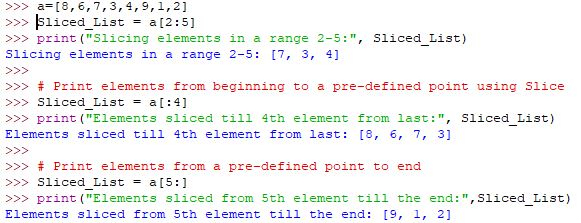 >>> a=[8,6,7,3,4,9,1,2]
>>> Sliced_List = a[2:5]
>>> print("Slicing elements in a range 2-5:", Sliced_List)
Slicing elements in a range 2-5: [7, 3, 4]
>>>
>>> # Print elements from beginning to a pre-defined point using Slice
>>> Sliced_List = a[:4]
>>> print("Elements sliced till 4th element from last:", Sliced_List)
Elements sliced till 4th element from last: [8, 6, 7, 3]
>>>
>>> # Print elements from a pre-defined point to end
>>> Sliced_List = a[5:]
>>> print("Elements sliced from 5th element till the end:",Sliced_List)
Elements sliced from 5th element till the end: [9, 1, 2]